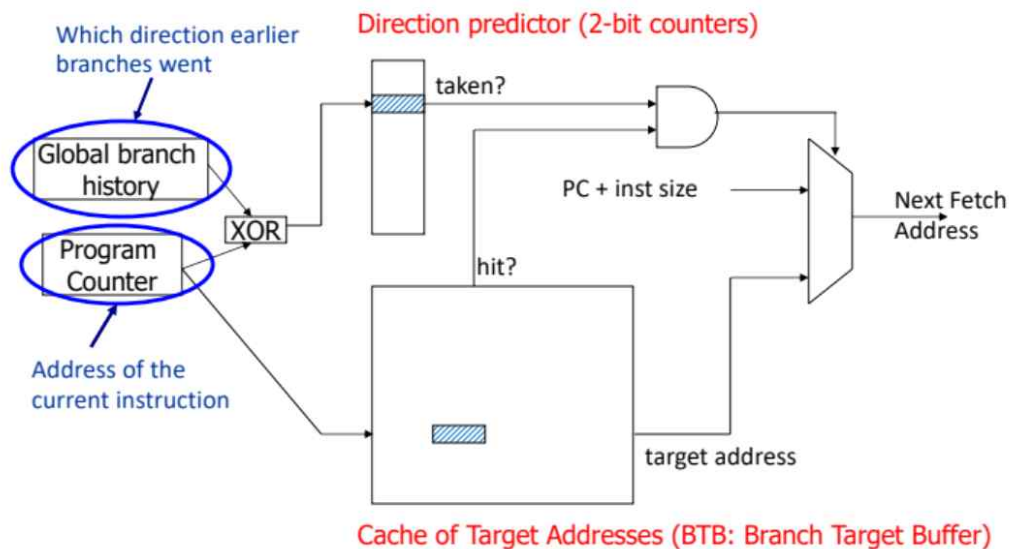 Which direction earlier
branches went
Direction predictor (2-bit counters)
taken?
Global branch
history
PC + inst size
XOR
Next Fetch
Address
Program
Counter
hit?
Address of the
current instruction
target address
Cache of Target Addresses (BTB: Branch Target Buffer)